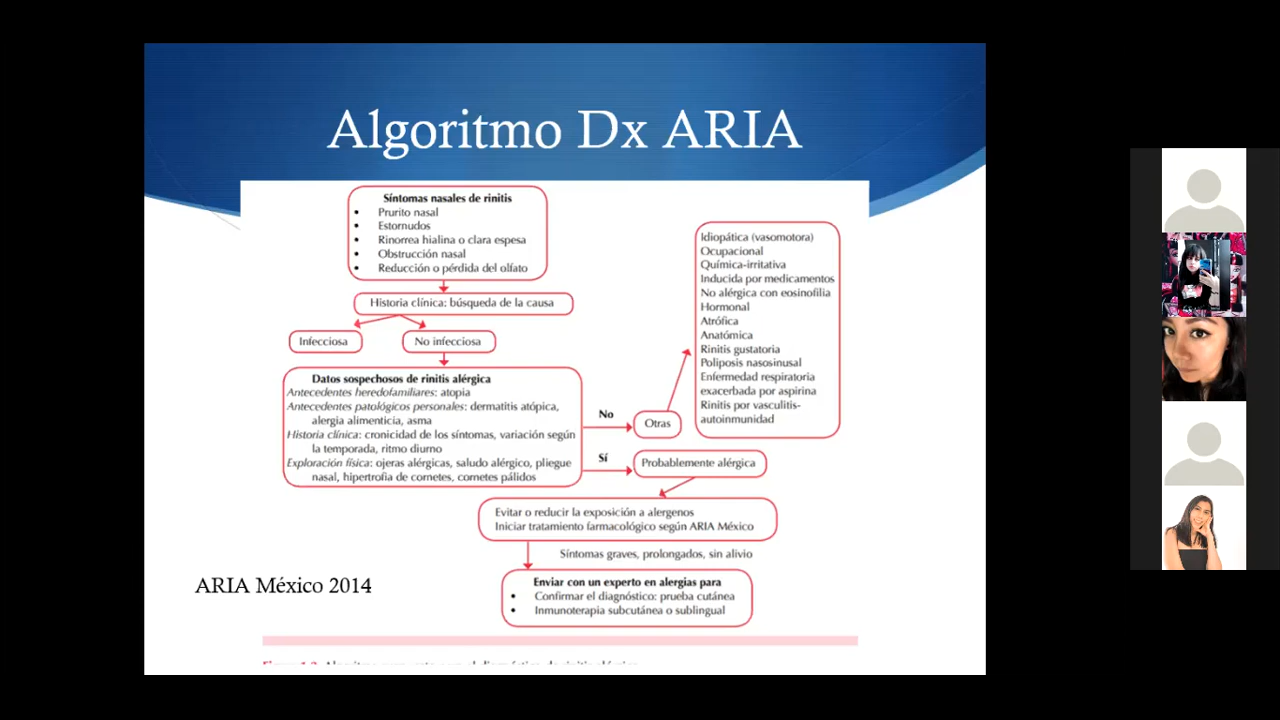 Algoritmo Dx ARIA
Síntomas nasales de rinitis
• Prurito nasal
• Estornudos
• Rinorrea hialina o clara espesa
• Obstrucción nasal
• Reducción o pérdida del olfato
Historia clínica: búsqueda de la causa
Infecciosa
No infecciosa
Datos sospechosos de rinitis alérgica
Antecedentes heredofamiliares: atopia
Antecedentes patológicos personales: dermatitis atópica,
alergia alimenticia, asma
Historia clínica: cronicidad de los síntomas, variación según
la temporada, ritmo diurno
Exploración física: ojeras alérgicas, saludo alérgico, pliegue
nasal, hipertrofia de cornetes, cornetes pálidos
No
Otras
Idiopática (vasomotora)
Ocupacional
Química-irritativa
Inducida por medicamentos
No alérgica con eosinofilia
Hormonal
Atrófica
Anatómica
Rinitis gustatoria
Poliposis nasosinusal
Enfermedad respiratoria
exacerbada por aspirina
Rinitis por vasculitis-
autoinmunidad
Sí
Probablemente alérgica
Evitar o reducir la exposición a alergenos
Iniciar tratamiento farmacológico según ARIA México
Síntomas graves, prolongados, sin alivio
Enviar con un experto en alergias para
• Confirmar el diagnóstico: prueba cutánea
• Inmunoterapia subcutánea o sublingual
ARIA México 2014